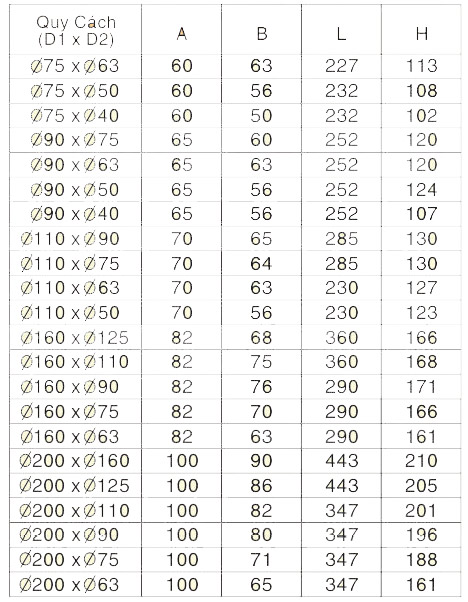 Quy Cách
(D1 x D2) A B L H
Ø75 x Ø63 60 63 227 113
Ø75 x Ø50 60 56 232 108
Ø75 x Ø40 60 50 232 102
Ø90 x Ø75 65 60 252 120
Ø90 x Ø63 65 63 252 120
Ø90 x Ø50 65 56 252 124
Ø90 x Ø40 65 56 252 107
Ø110 x Ø90 70 65 285 130
Ø110 x Ø75 70 64 285 130
Ø110 x Ø63 70 63 230 127
Ø110 x Ø50 70 56 230 123
Ø160 x Ø125 82 68 360 166
Ø160 x Ø110 82 75 360 168
Ø160 x Ø90 82 76 290 171
Ø160 x Ø75 82 70 290 166
Ø160 x Ø63 82 63 290 161
Ø200 x Ø160 100 90 443 210
Ø200 x Ø125 100 86 443 205
Ø200 x Ø110 100 82 347 201
Ø200 x Ø90 100 80 347 196
Ø200 x Ø75 100 71 347 188
Ø200 x Ø63 100 65 347 161